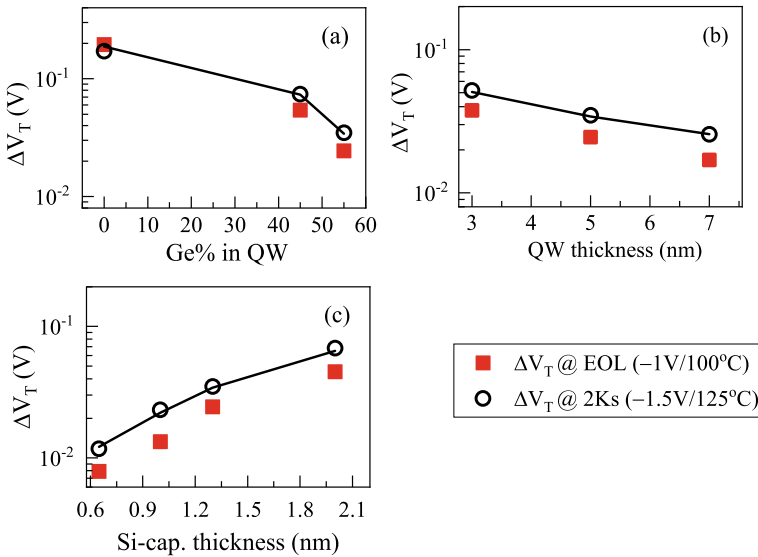 (a)
10⁻¹
10⁻²
ΔV_T (V)
0 10 20 30 40 50 60
Ge% in QW
(b)
10⁻¹
10⁻²
ΔV_T (V)
3 4 5 6 7
QW thickness (nm)
(c)
10⁻¹
10⁻²
ΔV_T (V)
0.6 0.9 1.2 1.5 1.8 2.1
Si-cap. thickness (nm)
ΔV_T @ EOL (−1V/100°C)
ΔV_T @ 2Ks (−1.5V/125°C)